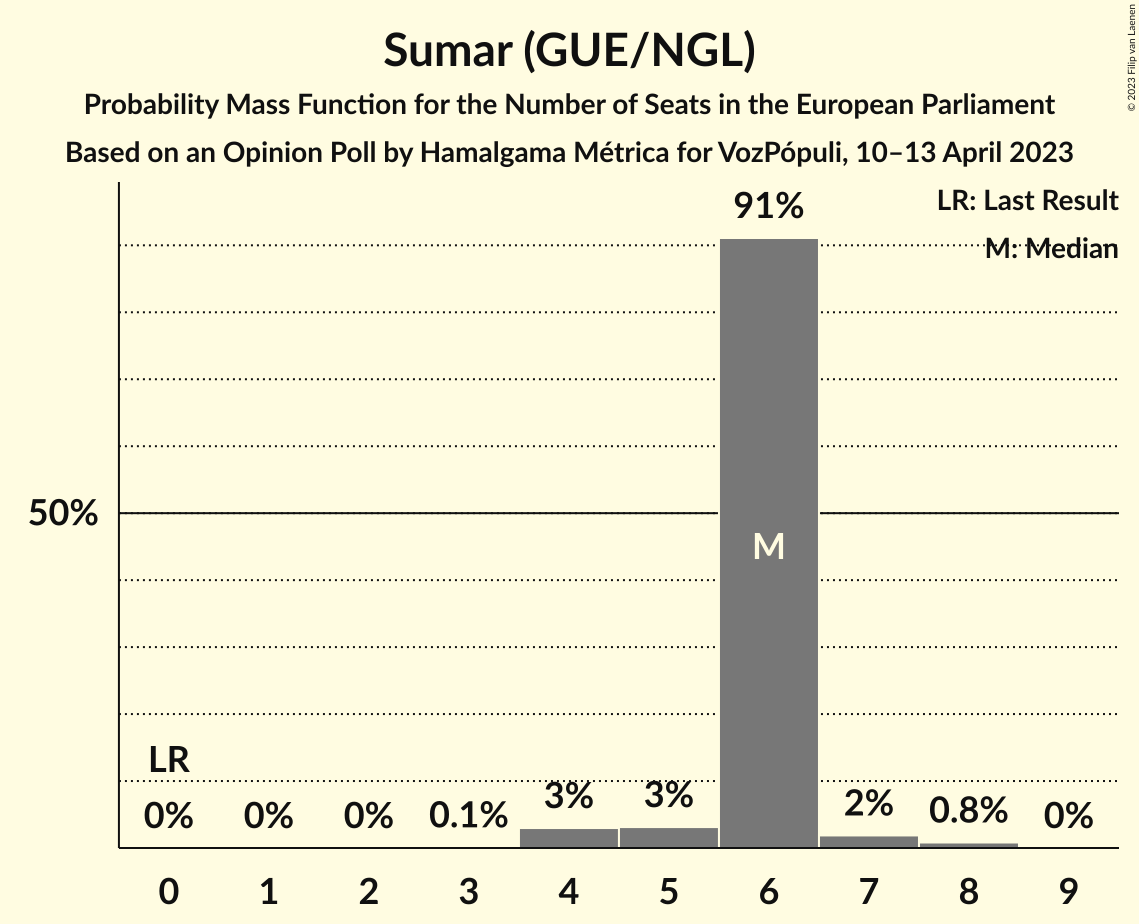 Sumar (GUE/NGL)
Probability Mass Function for the Number of Seats in the European Parliament
Based on an Opinion Poll by Hamalgama Métrica for VozPópuli, 10–13 April 2023
© 2023 Filip van Laenen
LR: Last Result
M: Median
91%
50%
M
LR
0% 0% 0% 0.1% 3% 3% 2% 0.8% 0%
0 1 2 3 4 5 6 7 8 9